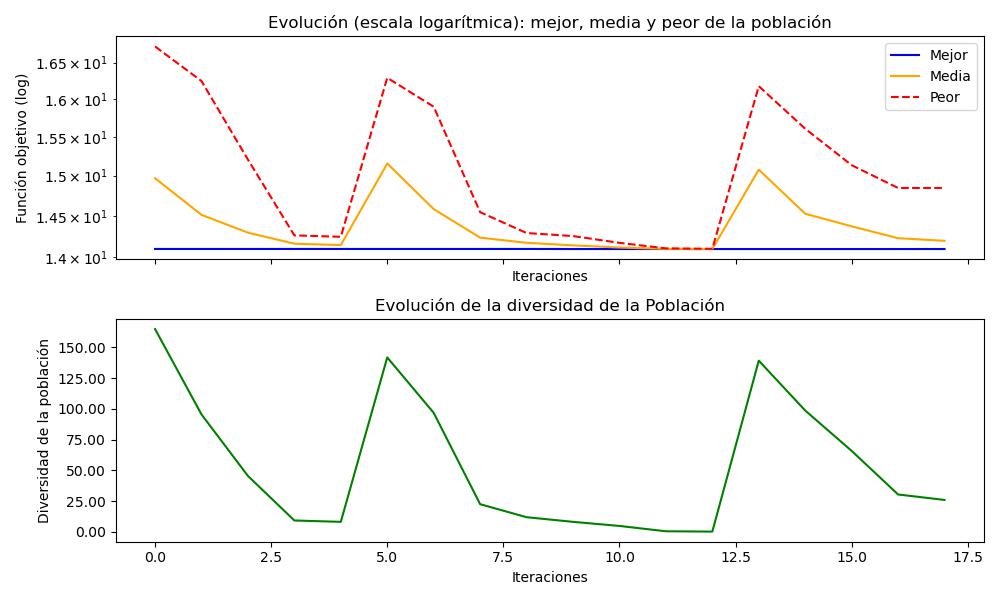 Evolución (escala logarítmica): mejor, media y peor de la población
Función objetivo (log)
1.65 × 10¹
1.6 × 10¹
1.55 × 10¹
1.5 × 10¹
1.45 × 10¹
1.4 × 10¹
Mejor
Media
Peor
Iteraciones
Evolución de la diversidad de la Población
Diversidad de la población
150.00
125.00
100.00
75.00
50.00
25.00
0.00
0.0 2.5 5.0 7.5 10.0 12.5 15.0 17.5
Iteraciones